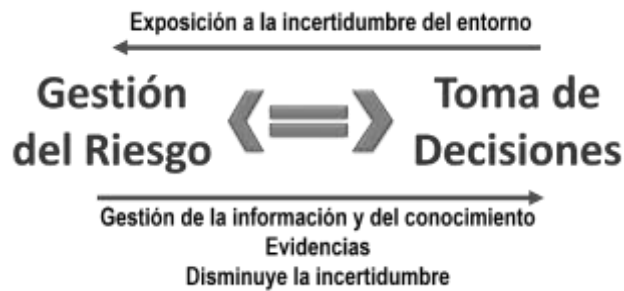 Exposición a la incertidumbre del entorno
Gestión
del Riesgo
Toma de
Decisiones
Gestión de la información y del conocimiento
Evidencias
Disminuye la incertidumbre